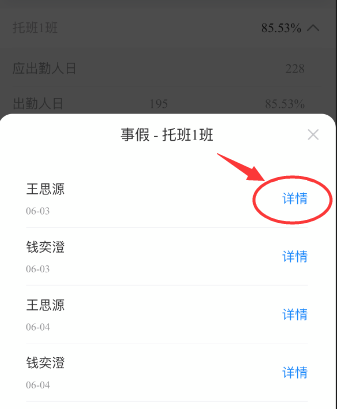 托班1班 85.53%
应出勤人日 228
出勤人日 195 85.53%
事假 - 托班1班
王思源
06-03
详情
钱奕澄
06-03
详情
王思源
06-04
详情
钱奕澄
06-04
详情